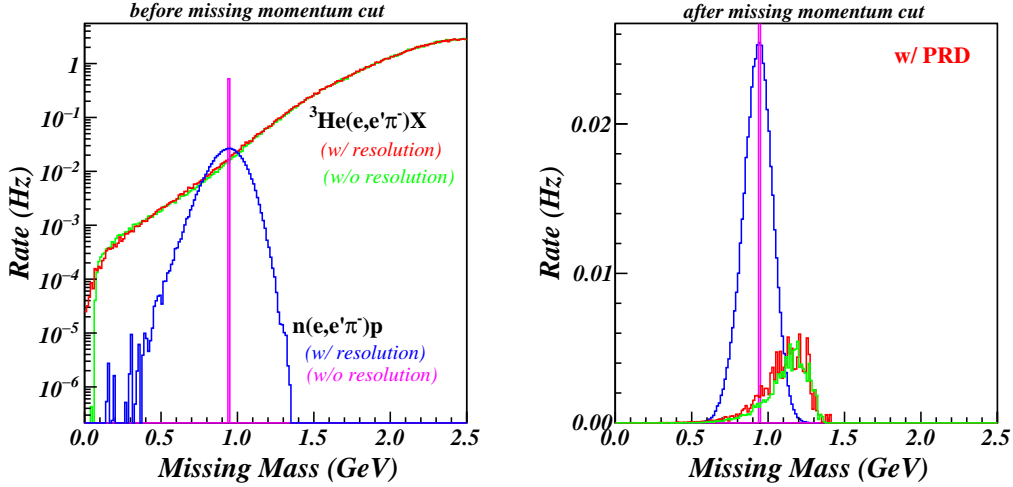 before missing momentum cut
Rate (Hz)
1
10⁻¹
10⁻²
10⁻³
10⁻⁴
10⁻⁵
10⁻⁶
³He(e,e'π⁻)X
(w/ resolution)
(w/o resolution)
n(e,e'π⁻)p
(w/ resolution)
(w/o resolution)
0.0 0.5 1.0 1.5 2.0 2.5
Missing Mass (GeV)
after missing momentum cut
w/ PRD
Rate (Hz)
0.02
0.01
0.00
0.0 0.5 1.0 1.5 2.0 2.5
Missing Mass (GeV)